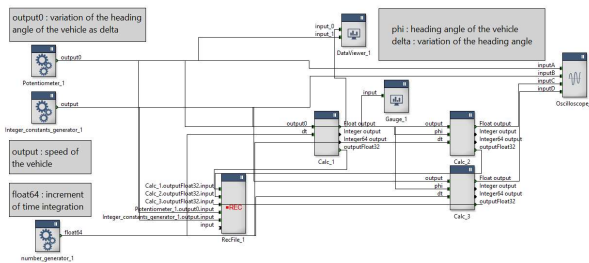 output0 : variation of the heading
angle of the vehicle as delta
output0
Potentiometer_1
output
Integer_constants_generator_1
output : speed of
the vehicle
float64 : increment
of time integration
float64
number_generator_1
input_0
input_1
DataViewer_1
phi : heading angle of the vehicle
delta : variation of the heading angle
inputA
inputB
inputC
inputD
Oscilloscope_
input
Gauge_1
output0
dt
Float output
Integer output
Integer64 output
outputFloat32
Calc_1
output
phi
dt
Float output
Integer output
Integer64 output
outputFloat32
Calc_2
output
phi
dt
Float output
Integer output
Integer64 output
outputFloat32
Calc_3
Calc_1.outputFloat32.input
Calc_2.outputFloat32.input
Calc_3.outputFloat32.input
Potentiometer_1.output0.input
Integer_constants_generator_1.output.input
input
REC
RecFile_1